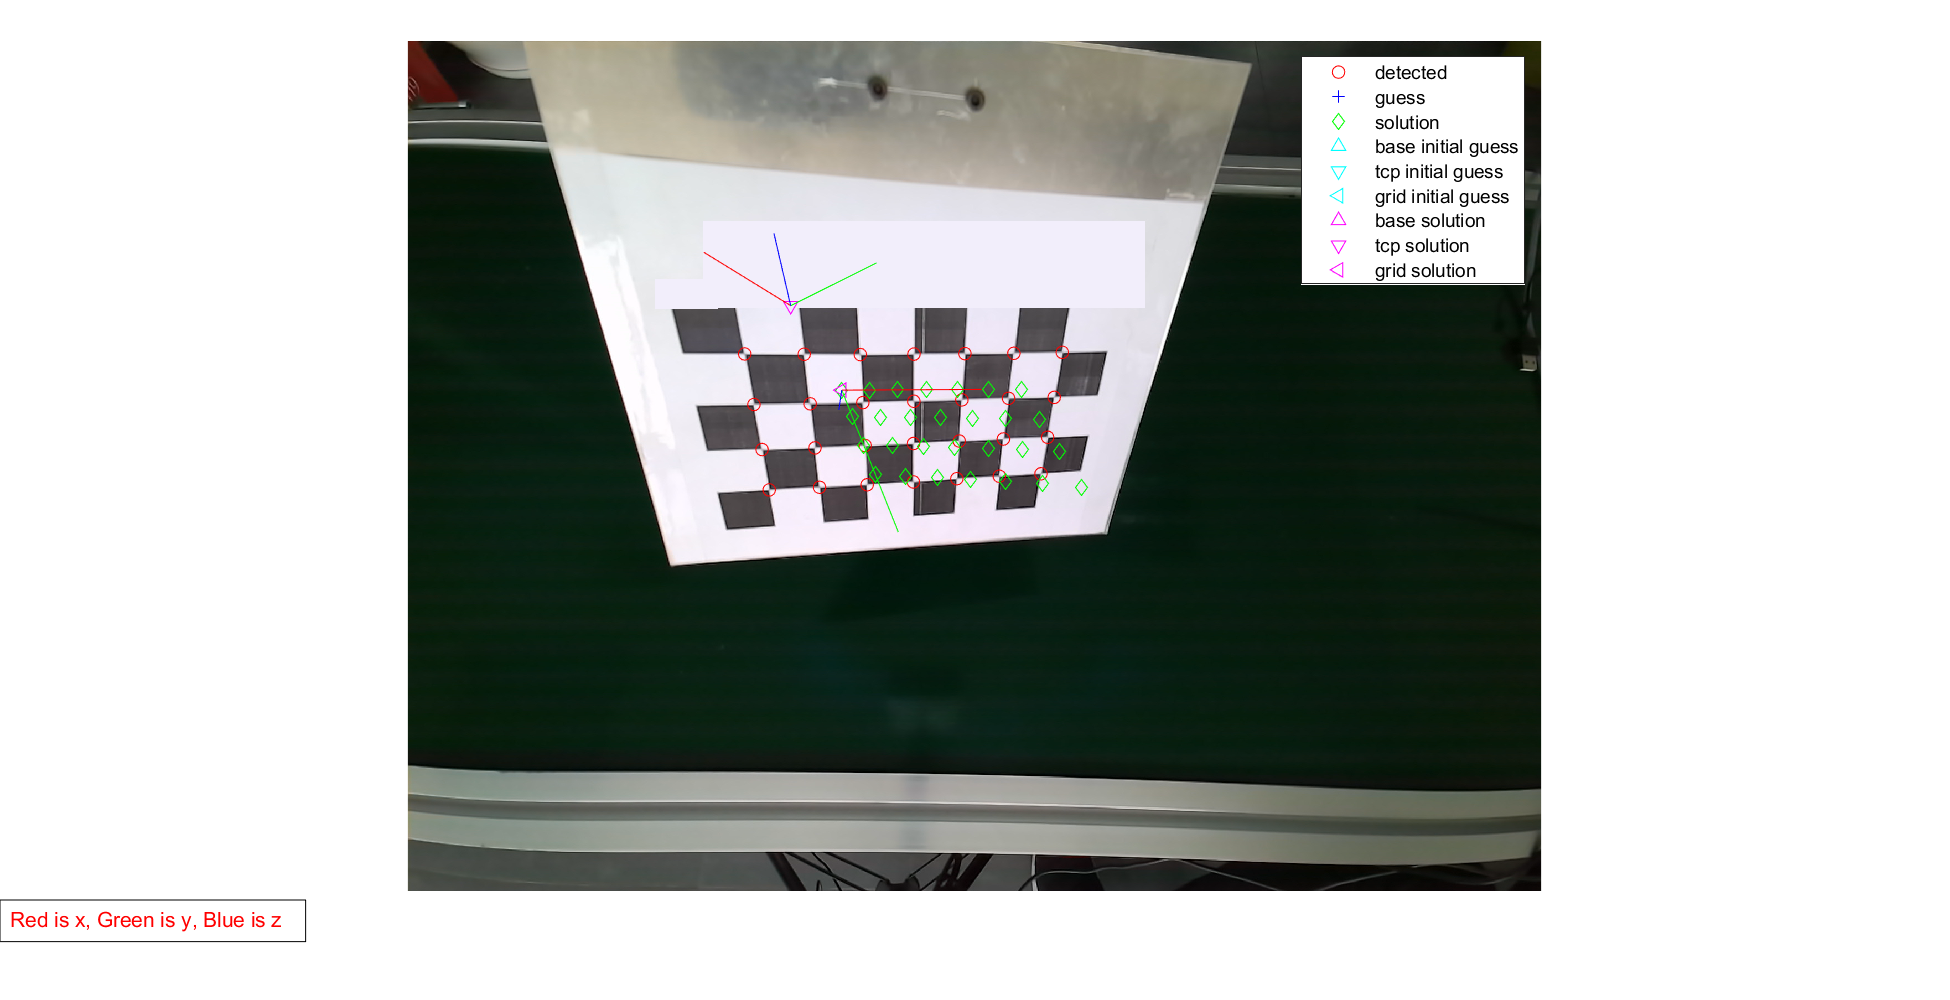 detected
guess
solution
base initial guess
tcp initial guess
grid initial guess
base solution
tcp solution
grid solution
Red is x, Green is y, Blue is z